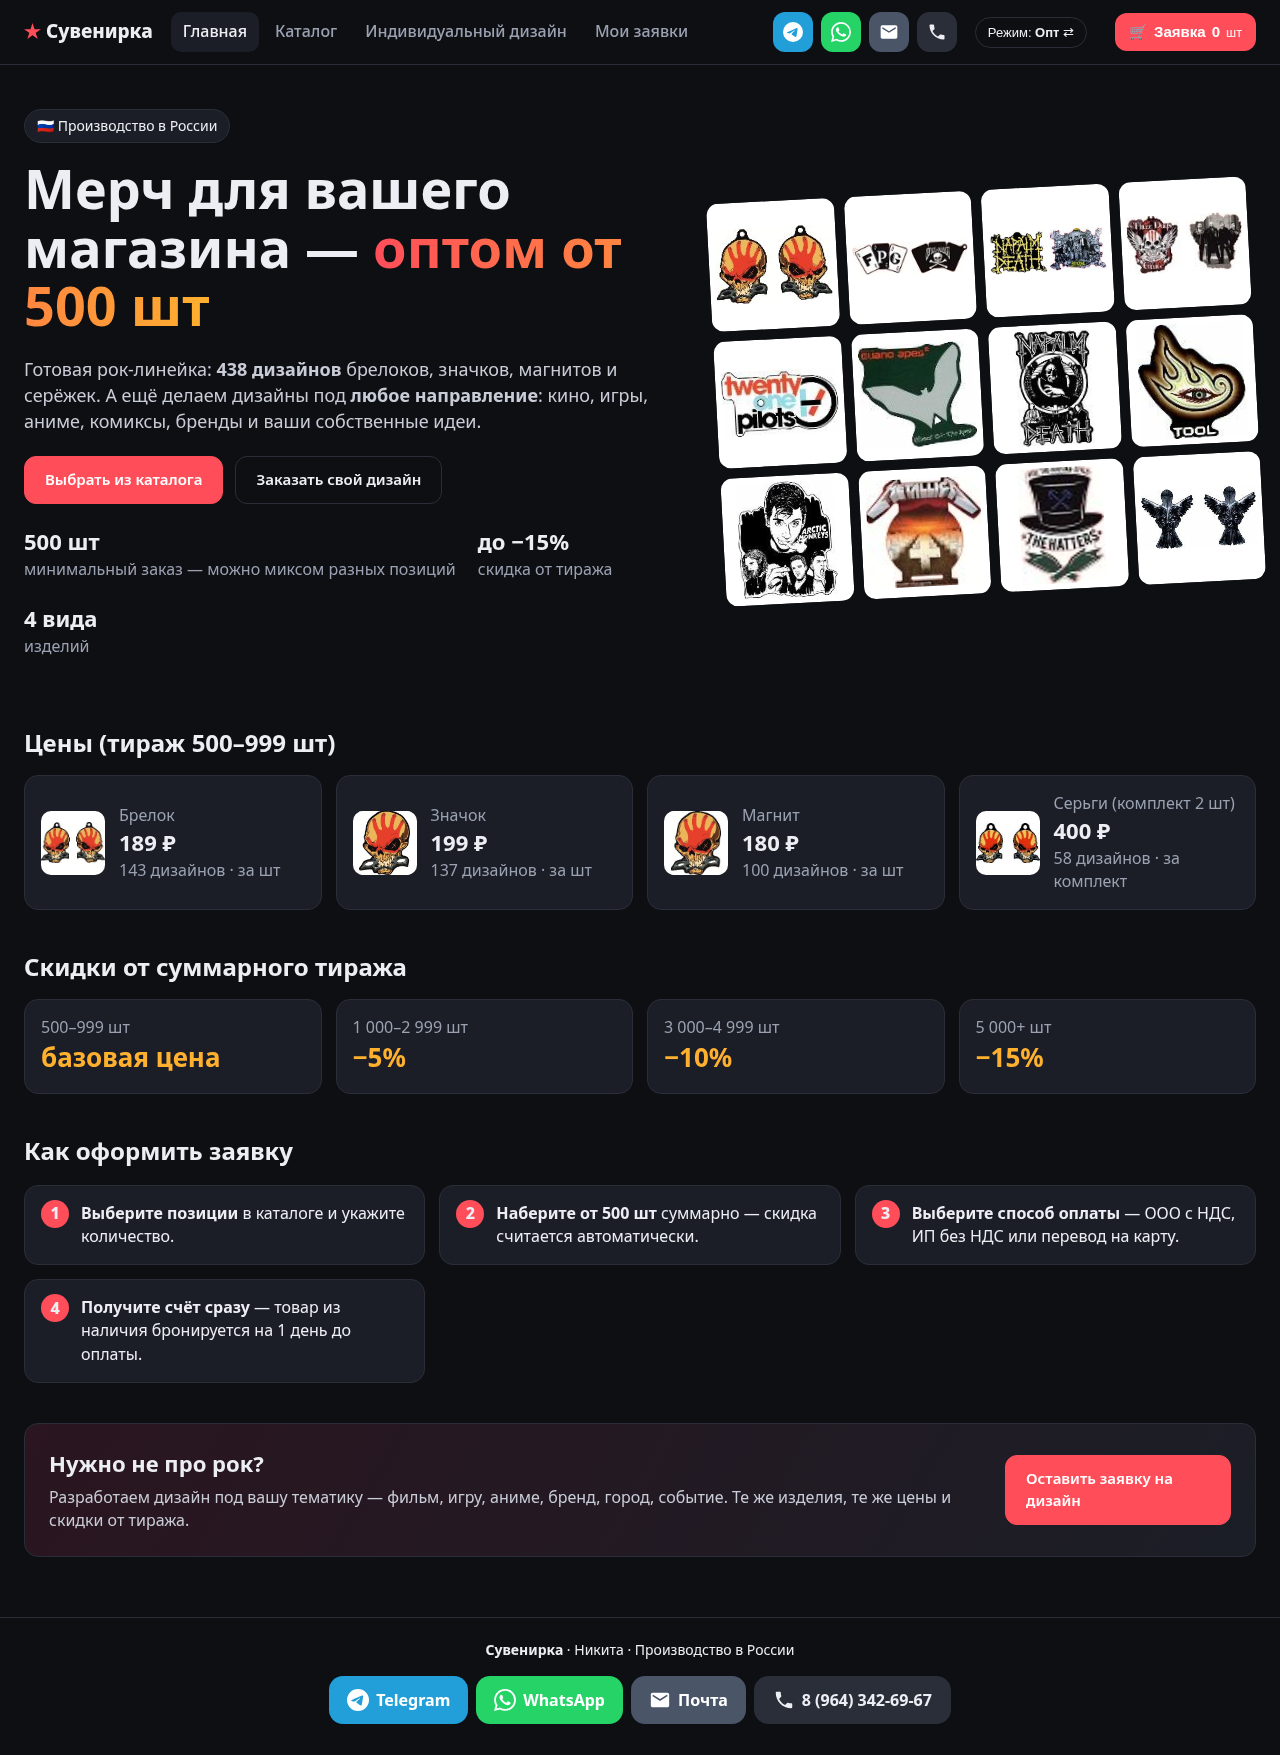 ★ Сувенирка
Главная
Каталог
Индивидуальный дизайн
Мои заявки
Режим: Опт ⇄
🛒 Заявка 0 шт
🇷🇺 Производство в России
Мерч для вашего
магазина — оптом от
500 шт
Готовая рок-линейка: 438 дизайнов брелоков, значков, магнитов и
серёжек. А ещё делаем дизайны под любое направление: кино, игры,
аниме, комиксы, бренды и ваши собственные идеи.
Выбрать из каталога
Заказать свой дизайн
500 шт
минимальный заказ — можно миксом разных позиций
до −15%
скидка от тиража
4 вида
изделий
FPG
NAPALM
DEATH
twenty
one
pilots
GUANO APES
NAPALM
DEATH
TOOL
ARCTIC
MONKEYS
METALLICA
THE HATTERS
Цены (тираж 500–999 шт)
Брелок
189 ₽
143 дизайнов · за шт
Значок
199 ₽
137 дизайнов · за шт
Магнит
180 ₽
100 дизайнов · за шт
Серьги (комплект 2 шт)
400 ₽
58 дизайнов · за
комплект
Скидки от суммарного тиража
500–999 шт
базовая цена
1 000–2 999 шт
−5%
3 000–4 999 шт
−10%
5 000+ шт
−15%
Как оформить заявку
1
Выберите позиции в каталоге и укажите
количество.
2
Наберите от 500 шт суммарно — скидка
считается автоматически.
3
Выберите способ оплаты — ООО с НДС,
ИП без НДС или перевод на карту.
4
Получите счёт сразу — товар из
наличия бронируется на 1 день до
оплаты.
Нужно не про рок?
Разработаем дизайн под вашу тематику — фильм, игру, аниме, бренд, город, событие. Те же изделия, те же цены и
скидки от тиража.
Оставить заявку на
дизайн
Сувенирка · Никита · Производство в России
Telegram
WhatsApp
Почта
8 (964) 342-69-67